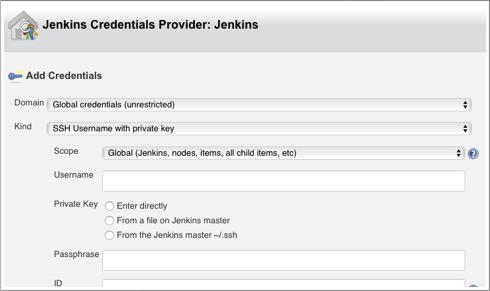 Jenkins Credentials Provider: Jenkins
Add Credentials
Domain Global credentials (unrestricted)
Kind SSH Username with private key
Scope Global (Jenkins, nodes, items, all child items, etc)
Username
Private Key Enter directly
From a file on Jenkins master
From the Jenkins master ~/.ssh
Passphrase
ID